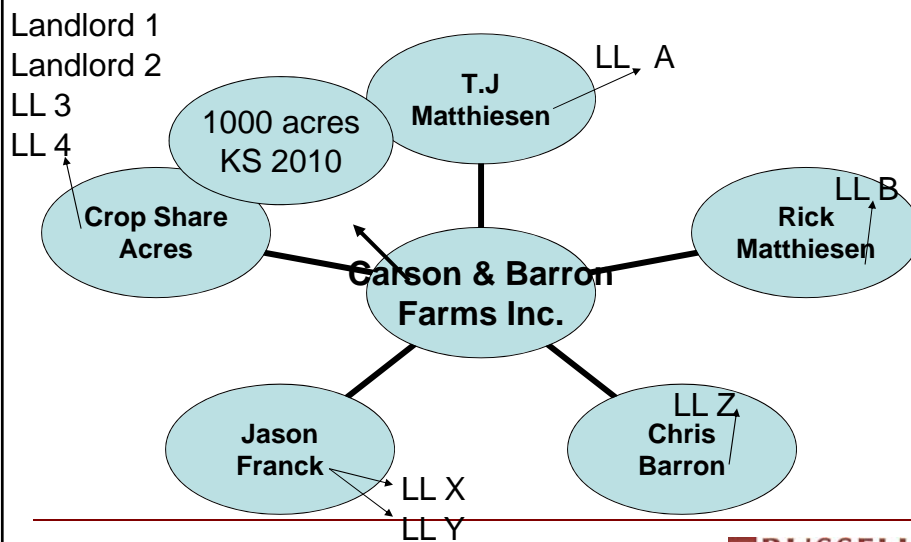 Landlord 1
Landlord 2
LL 3
LL 4
LL A
T.J
Matthiesen
1000 acres
KS 2010
Crop Share
Acres
LL B
Rick
Matthiesen
Carson & Barron
Farms Inc.
Jason
Franck
LL X
LL Y
LL Z
Chris
Barron